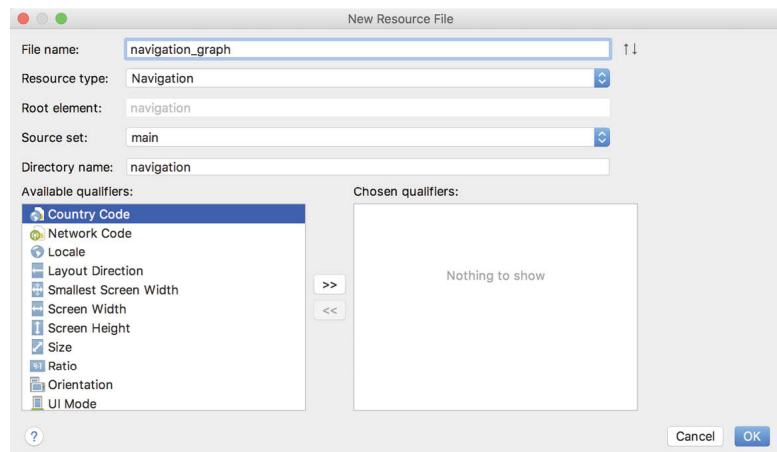 New Resource File
File name: navigation_graph
Resource type: Navigation
Root element: navigation
Source set: main
Directory name: navigation
Available qualifiers: Chosen qualifiers:
Country Code
Network Code
Locale
Layout Direction
Smallest Screen Width
Screen Width
Screen Height
Size
Ratio
Orientation
UI Mode
>>
<<
Nothing to show
? Cancel OK